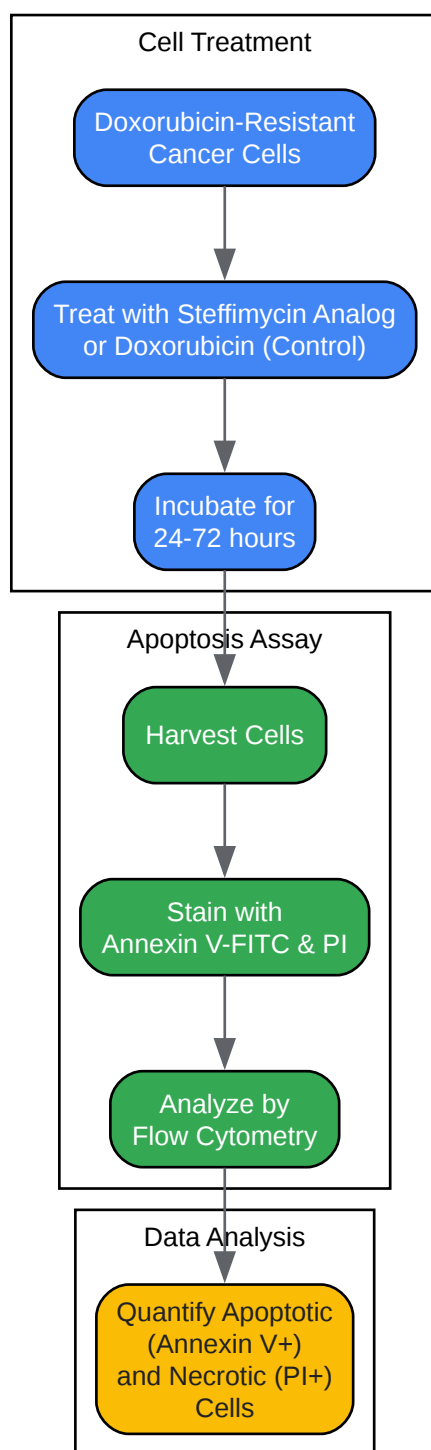 Cell Treatment
Doxorubicin-Resistant
Cancer Cells
Treat with Steffimycin Analog
or Doxorubicin (Control)
Incubate for
24-72 hours
Apoptosis Assay
Harvest Cells
Stain with
Annexin V-FITC & PI
Analyze by
Flow Cytometry
Data Analysis
Quantify Apoptotic
(Annexin V+)
and Necrotic (PI+)
Cells